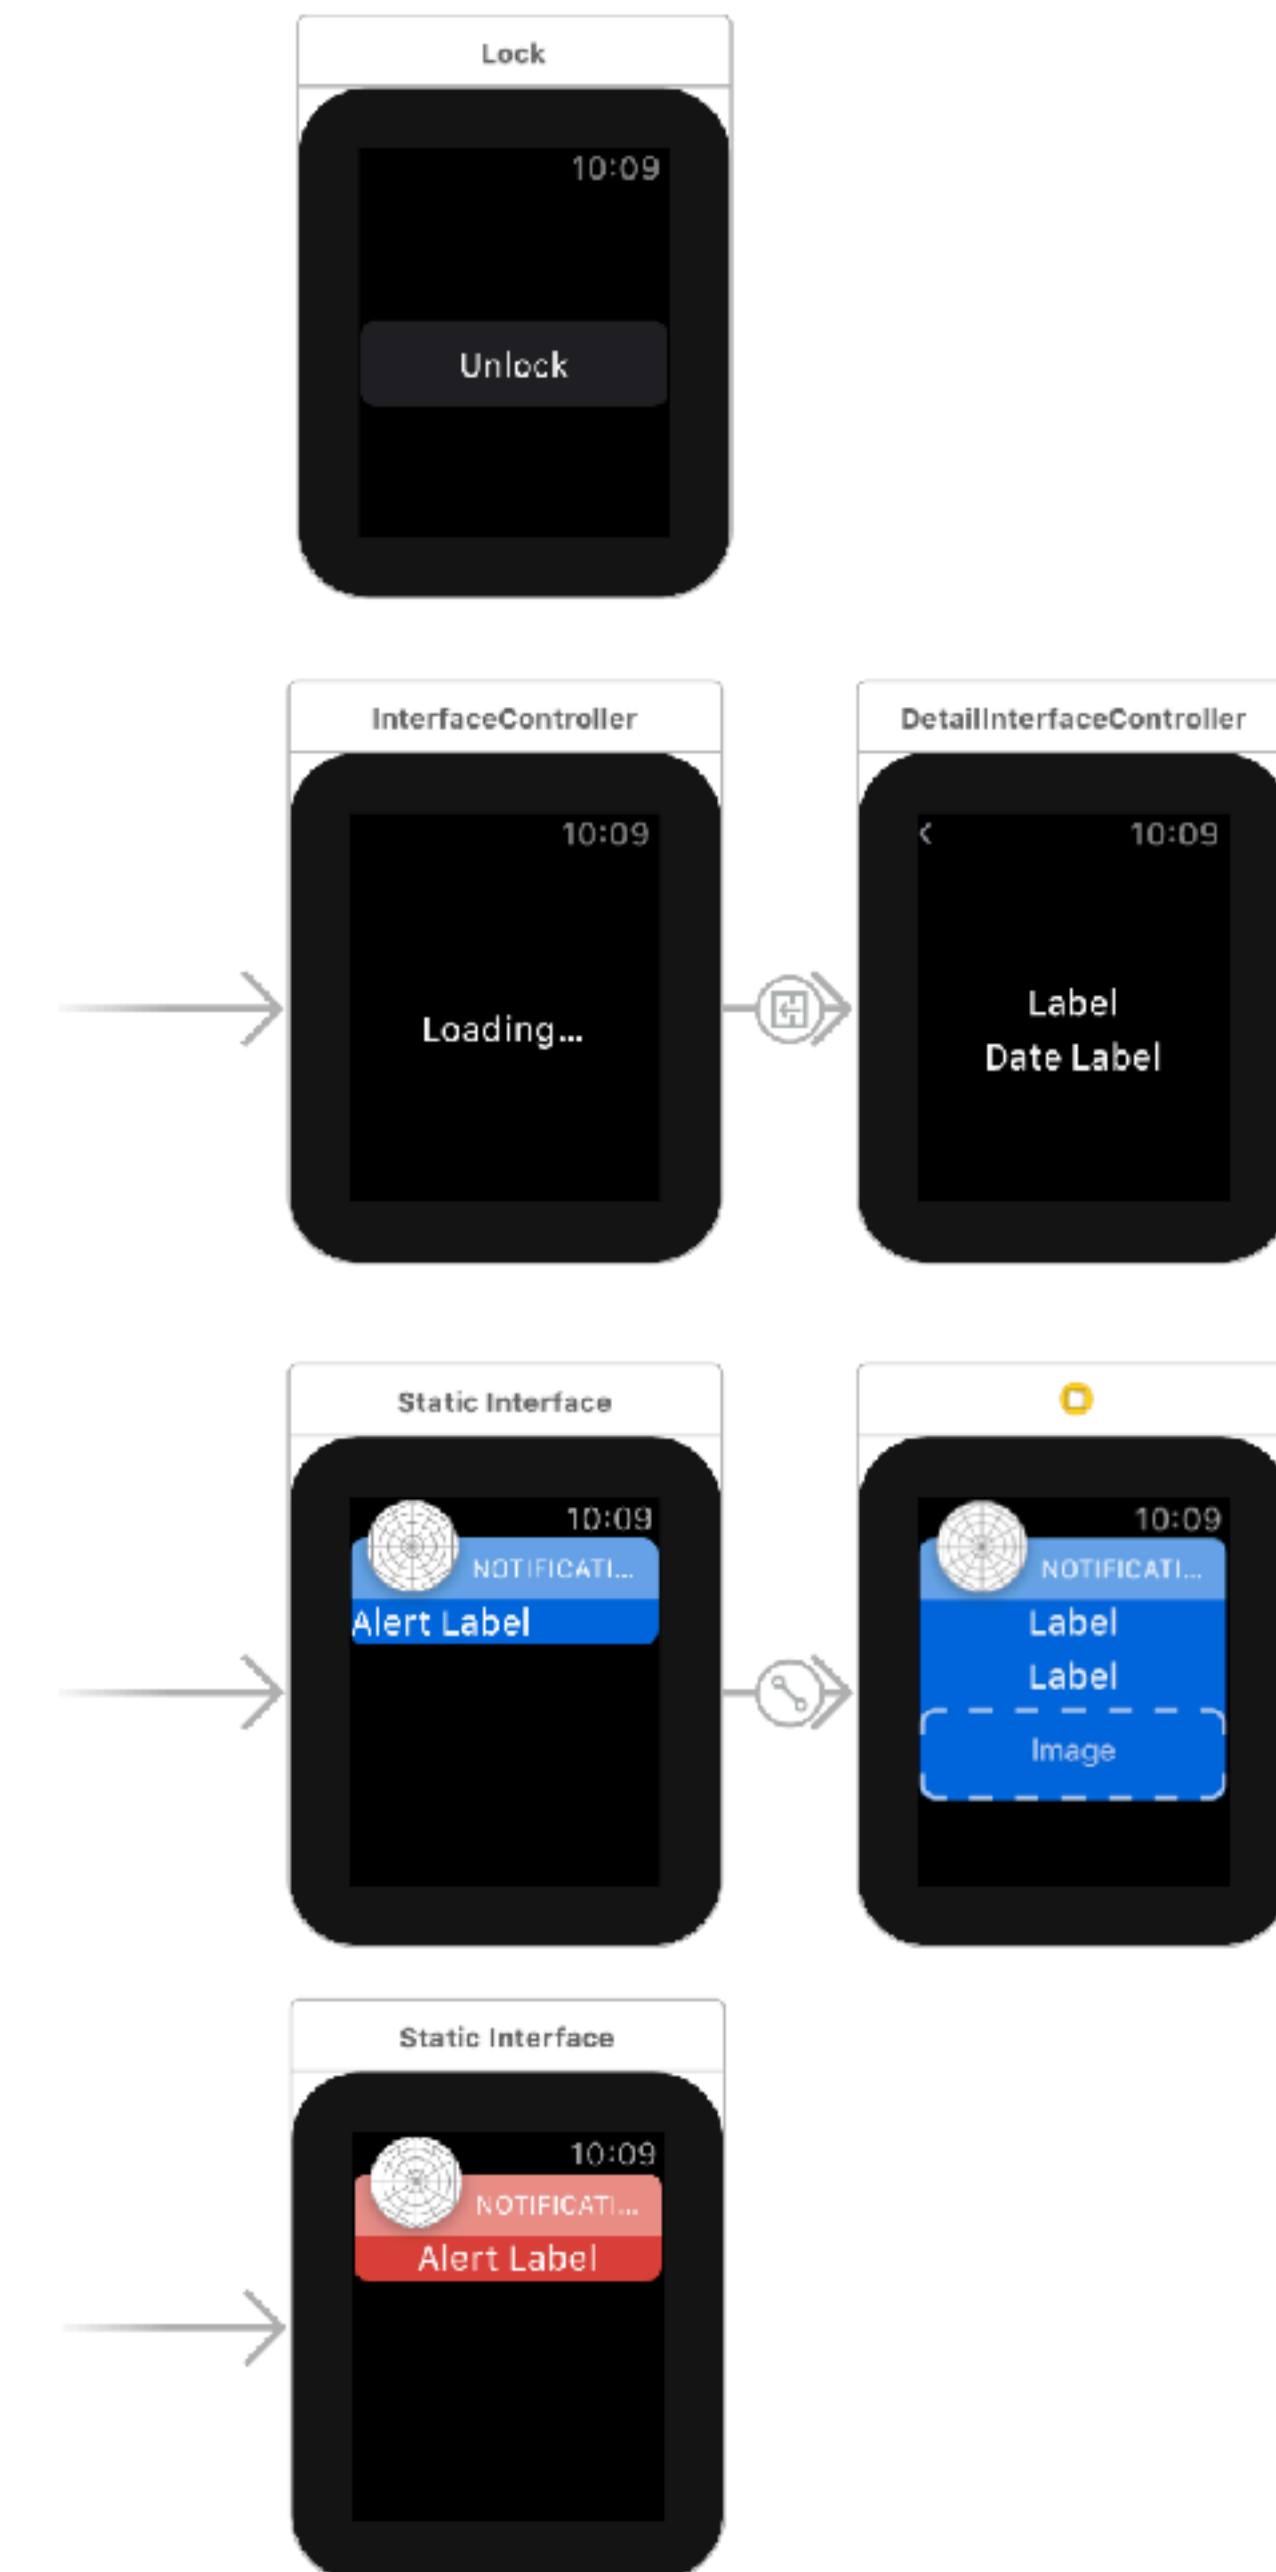 Lock
10:09
Unlock
InterfaceController
10:09
Loading...
DetailInterfaceController
10:09
Label
Date Label
Static Interface
10:09
NOTIFICATI...
Alert Label
10:09
NOTIFICATI...
Label
Label
Image
Static Interface
10:09
NOTIFICATI...
Alert Label